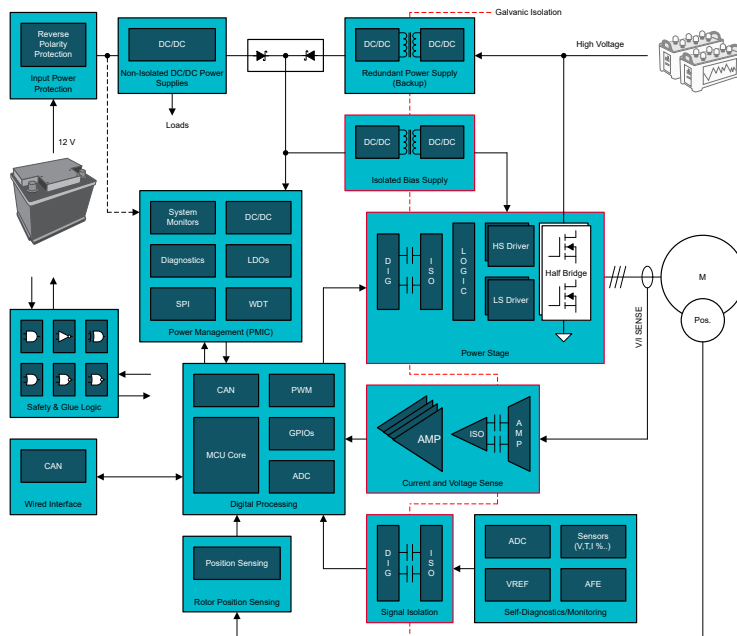 Galvanic Isolation
Reverse
Polarity
Protection
Input Power
Protection
DC/DC
Non-Isolated DC/DC Power
Supplies
Loads
DC/DC
DC/DC
Redundant Power Supply
(Backup)
High Voltage
12 V
DC/DC
DC/DC
Isolated Bias Supply
System
Monitors
DC/DC
Diagnostics
LDOs
SPI
WDT
Power Management (PMIC)
DIG
ISO
LOGIC
HS Driver
LS Driver
Half Bridge
Power Stage
M
Pos.
V/I SENSE
Safety & Glue Logic
CAN
PWM
MCU Core
GPIOs
ADC
Digital Processing
AMP
ISO
AMP
Current and Voltage Sense
CAN
Wired Interface
Position Sensing
Rotor Position Sensing
DIG
ISO
Signal Isolation
ADC
Sensors
(V,T,I %..)
VREF
AFE
Self-Diagnostics/Monitoring